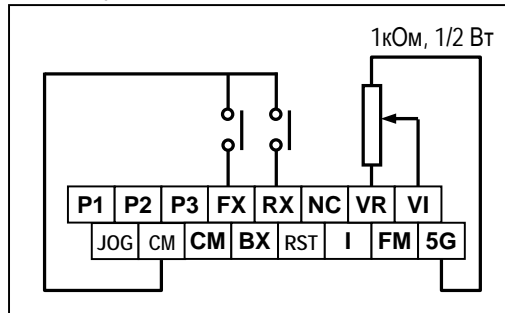 1кОм, 1/2 Вт
P1 P2 P3 FX RX NC VR VI
JOG CM CM BX RST I FM 5G